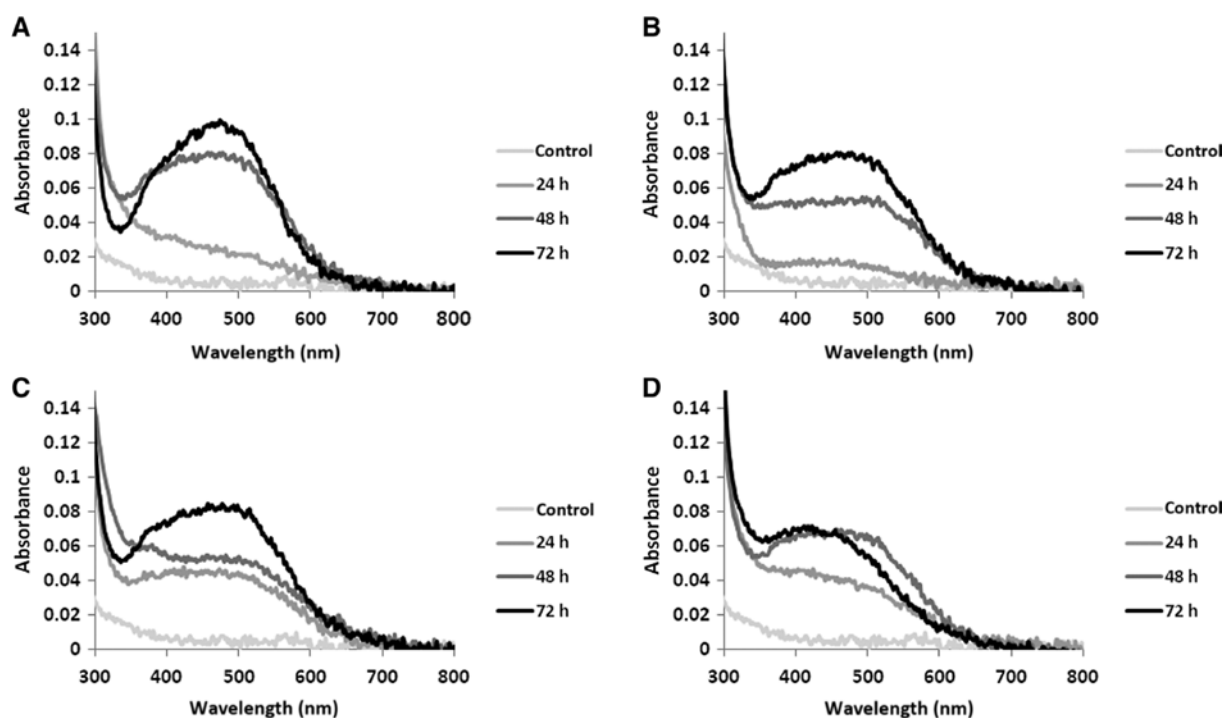 A
0.14
0.12
0.1
0.08
0.06
0.04
0.02
0
Absorbance
300 400 500 600 700 800
Wavelength (nm)
Control
24 h
48 h
72 h
B
0.14
0.12
0.1
0.08
0.06
0.04
0.02
0
Absorbance
300 400 500 600 700 800
Wavelength (nm)
Control
24 h
48 h
72 h
C
0.14
0.12
0.1
0.08
0.06
0.04
0.02
0
Absorbance
300 400 500 600 700 800
Wavelength (nm)
Control
24 h
48 h
72 h
D
0.14
0.12
0.1
0.08
0.06
0.04
0.02
0
Absorbance
300 400 500 600 700 800
Wavelength (nm)
Control
24 h
48 h
72 h